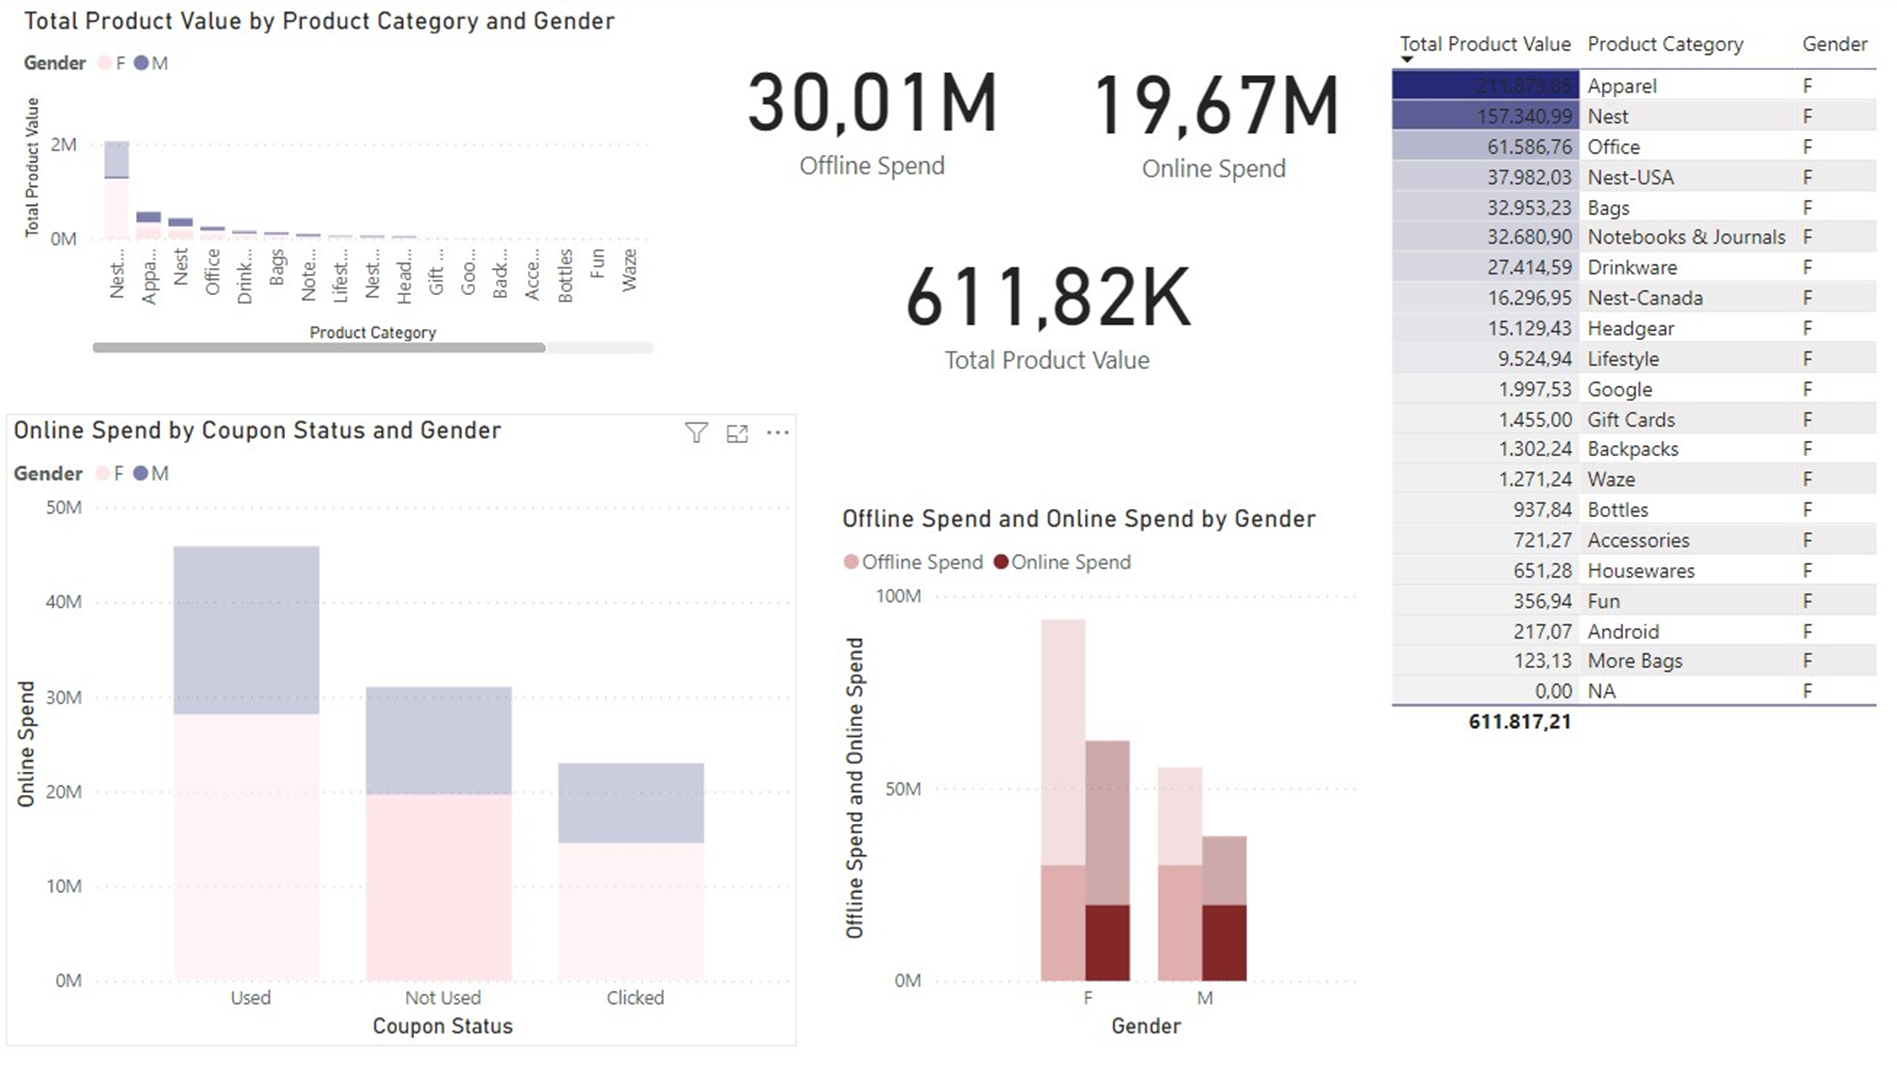 Total Product Value by Product Category and Gender
Gender F M
Total Product Value
2M
0M
Nest...
Appa...
Nest
Office
Drink...
Bags
Note...
Lifest...
Nest...
Head...
Gift ...
Goo...
Back...
Acce...
Bottles
Fun
Waze
Product Category
30,01M
Offline Spend
19,67M
Online Spend
611,82K
Total Product Value
Online Spend by Coupon Status and Gender
Gender F M
Online Spend
50M
40M
30M
20M
10M
0M
Used Not Used Clicked
Coupon Status
Offline Spend and Online Spend by Gender
Offline Spend Online Spend
Offline Spend and Online Spend
100M
50M
0M
F M
Gender
Total Product Value Product Category Gender
211.873,85 Apparel F
157.340,99 Nest F
61.586,76 Office F
37.982,03 Nest-USA F
32.953,23 Bags F
32.680,90 Notebooks & Journals F
27.414,59 Drinkware F
16.296,95 Nest-Canada F
15.129,43 Headgear F
9.524,94 Lifestyle F
1.997,53 Google F
1.455,00 Gift Cards F
1.302,24 Backpacks F
1.271,24 Waze F
937,84 Bottles F
721,27 Accessories F
651,28 Housewares F
356,94 Fun F
217,07 Android F
123,13 More Bags F
0,00 NA F
611.817,21